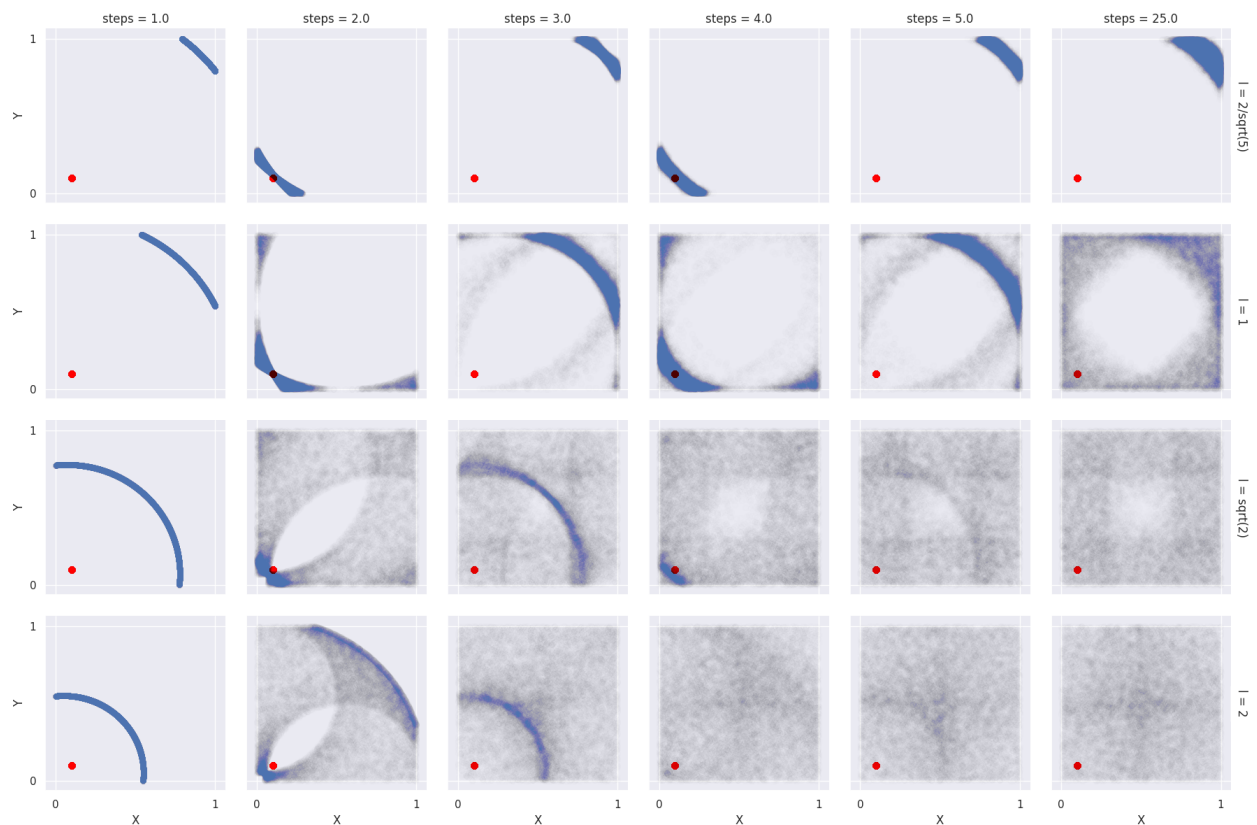 steps = 1.0 steps = 2.0 steps = 3.0 steps = 4.0 steps = 5.0 steps = 25.0
1
Y
0
l = 2/sqrt(5)
1
Y
0
l = 1
1
Y
0
l = sqrt(2)
1
Y
0
l = 2
0 1 0 1 0 1 0 1 0 1 0 1
X X X X X X